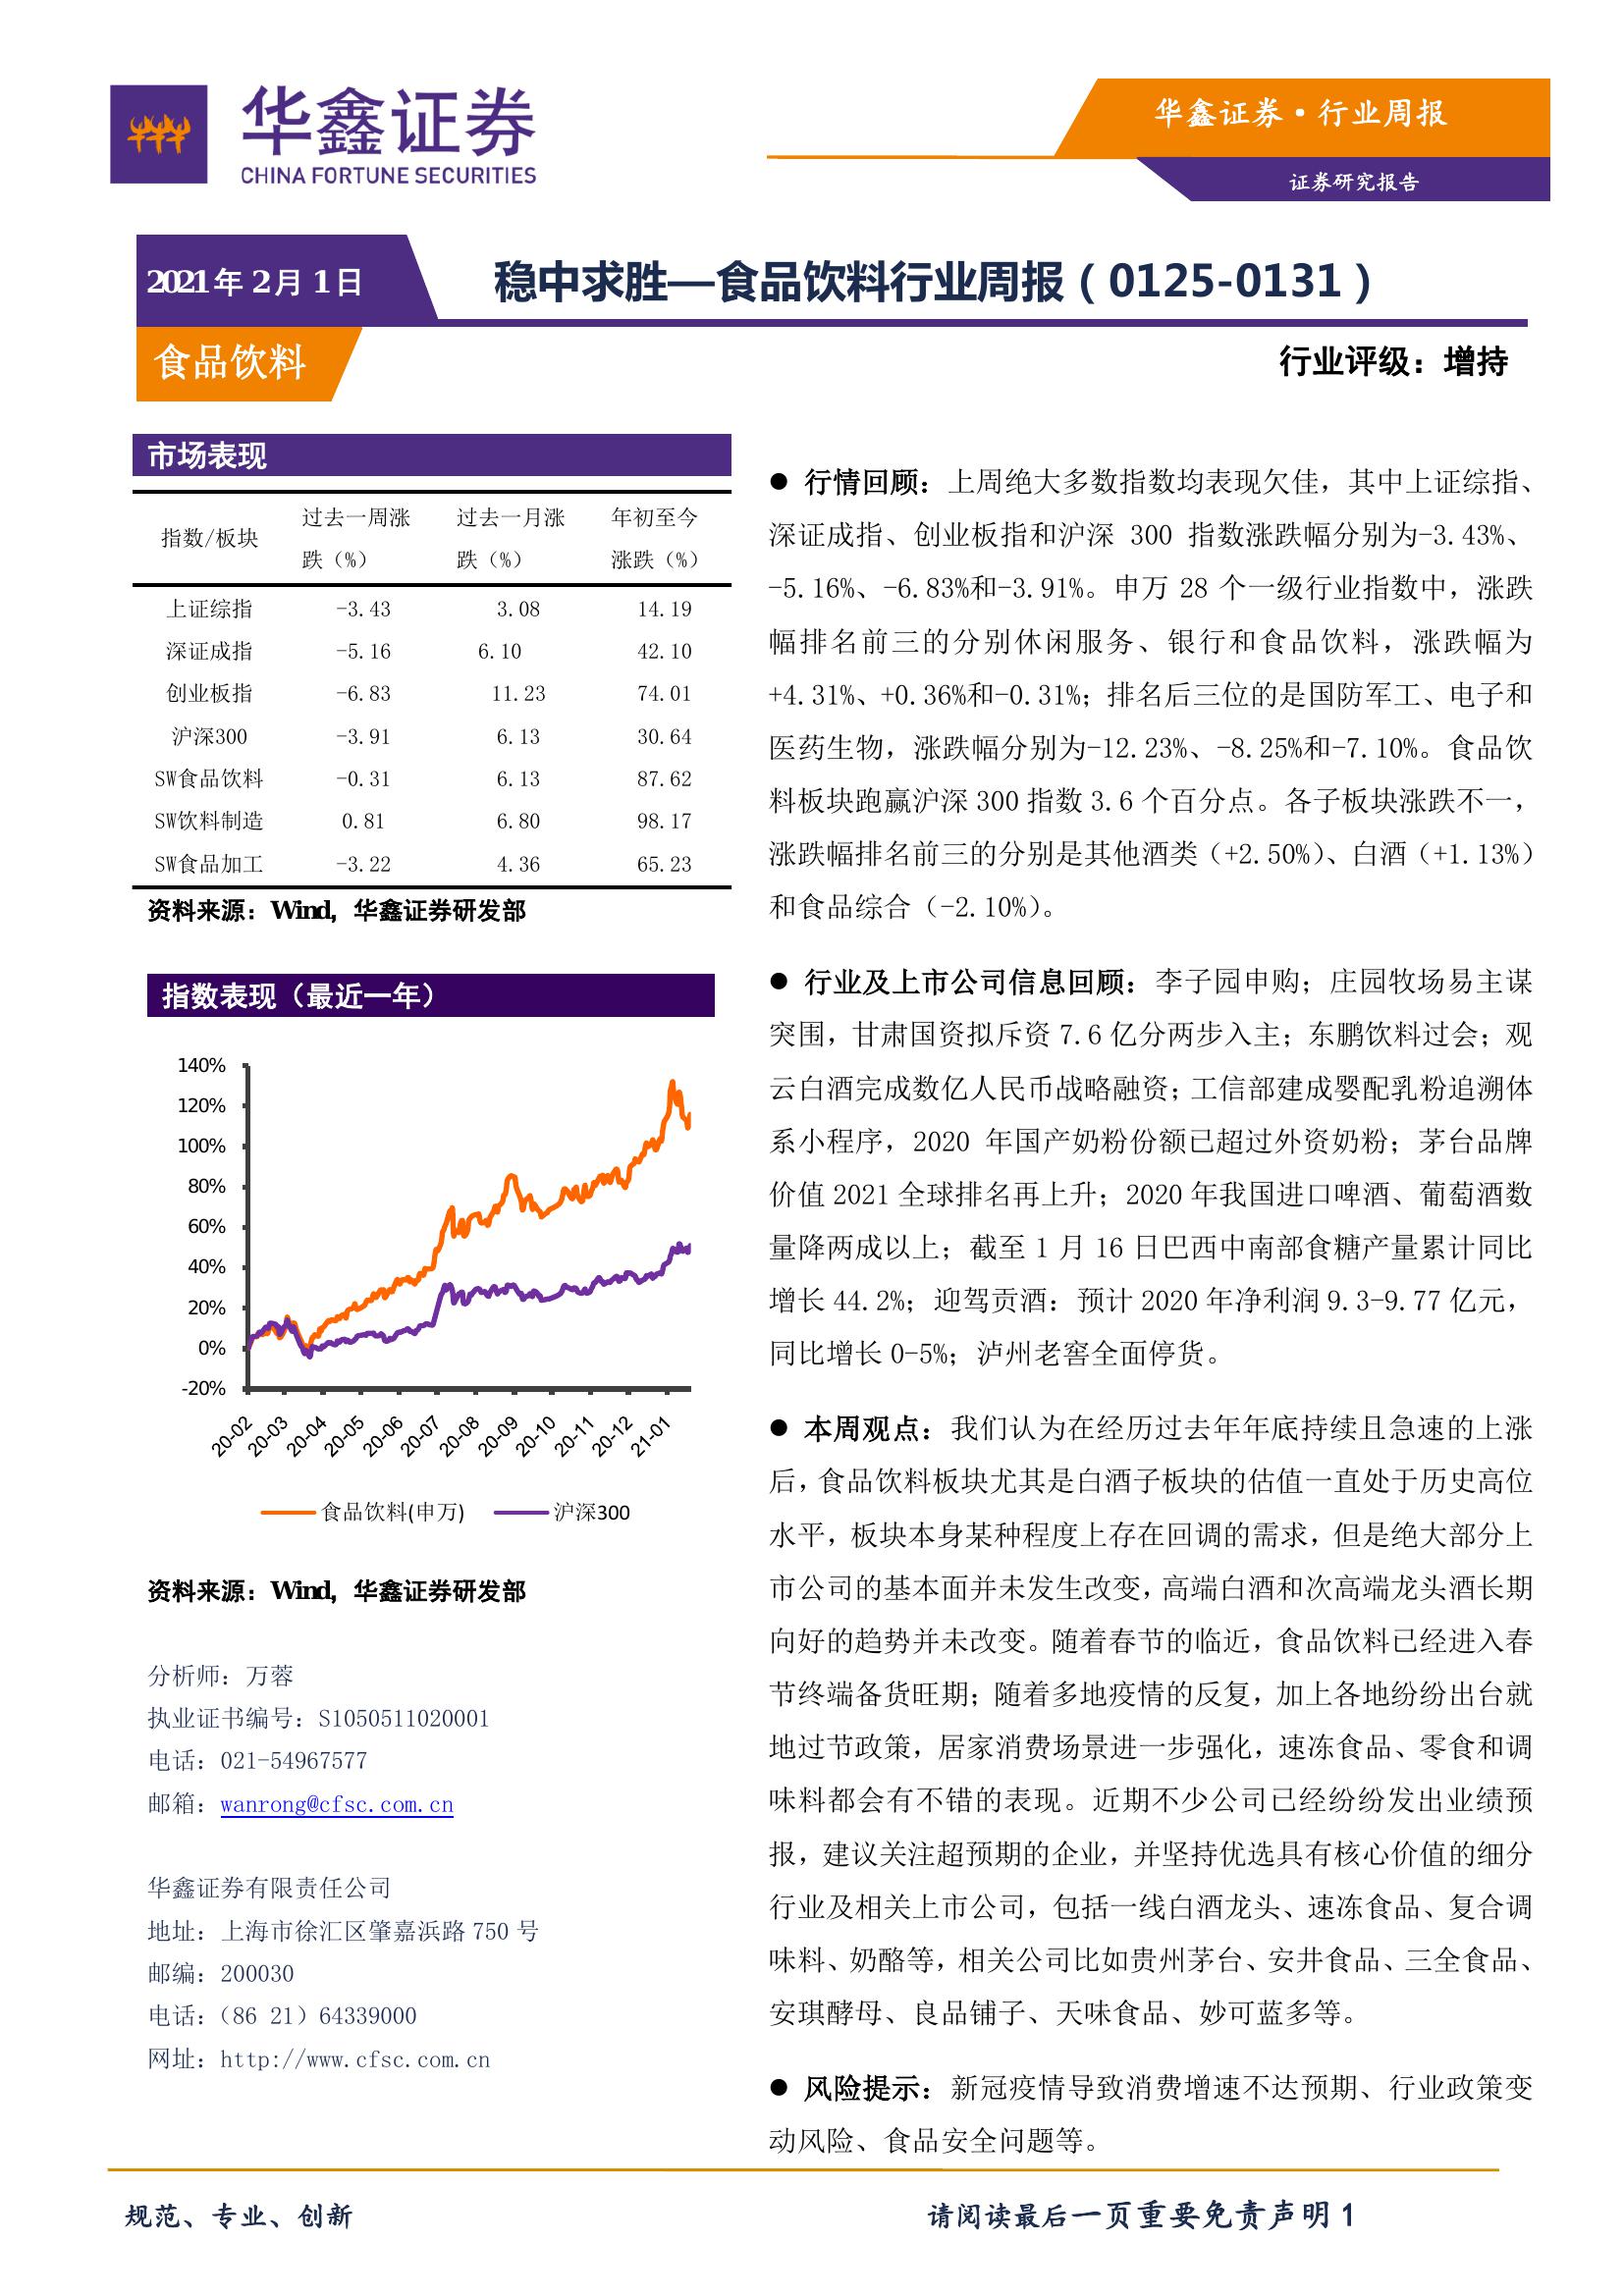 华鑫证券
CHINA FORTUNE SECURITIES
华鑫证券·行业周报
证券研究报告
2021年 2月 1日
稳中求胜—食品饮料行业周报（0125-0131）
食品饮料
行业评级：增持
市场表现
指数/板块 过去一周涨跌（%） 过去一月涨跌（%） 年初至今涨跌（%）
上证综指 -3.43 3.08 14.19
深证成指 -5.16 6.10 42.10
创业板指 -6.83 11.23 74.01
沪深300 -3.91 6.13 30.64
SW食品饮料 -0.31 6.13 87.62
SW饮料制造 0.81 6.80 98.17
SW食品加工 -3.22 4.36 65.23
资料来源：Wind，华鑫证券研发部
指数表现（最近一年）
140%
120%
100%
80%
60%
40%
20%
0%
-20%
20-02 20-03 20-04 20-05 20-06 20-07 20-08 20-09 20-10 20-11 20-12 21-01
食品饮料(申万) 沪深300
资料来源：Wind，华鑫证券研发部
分析师：万蓉
执业证书编号：S1050511020001
电话：021-54967577
邮箱：wanrong@cfsc.com.cn
华鑫证券有限责任公司
地址：上海市徐汇区肇嘉浜路 750 号
邮编：200030
电话：（86 21）64339000
网址：http://www.cfsc.com.cn
● 行情回顾：上周绝大多数指数均表现欠佳，其中上证综指、
深证成指、创业板指和沪深 300 指数涨跌幅分别为-3.43%、
-5.16%、-6.83%和-3.91%。申万 28 个一级行业指数中，涨跌
幅排名前三的分别休闲服务、银行和食品饮料，涨跌幅为
+4.31%、+0.36%和-0.31%；排名后三位的是国防军工、电子和
医药生物，涨跌幅分别为-12.23%、-8.25%和-7.10%。食品饮
料板块跑赢沪深 300 指数 3.6 个百分点。各子板块涨跌不一，
涨跌幅排名前三的分别是其他酒类（+2.50%）、白酒（+1.13%）
和食品综合（-2.10%）。
● 行业及上市公司信息回顾：李子园申购；庄园牧场易主谋
突围，甘肃国资拟斥资 7.6 亿分两步入主；东鹏饮料过会；观
云白酒完成数亿人民币战略融资；工信部建成婴配乳粉追溯体
系小程序，2020 年国产奶粉份额已超过外资奶粉；茅台品牌
价值 2021 全球排名再上升；2020 年我国进口啤酒、葡萄酒数
量降两成以上；截至 1 月 16 日巴西中南部食糖产量累计同比
增长 44.2%；迎驾贡酒：预计 2020 年净利润 9.3-9.77 亿元，
同比增长 0-5%；泸州老窖全面停货。
● 本周观点：我们认为在经历过去年年底持续且急速的上涨
后，食品饮料板块尤其是白酒子板块的估值一直处于历史高位
水平，板块本身某种程度上存在回调的需求，但是绝大部分上
市公司的基本面并未发生改变，高端白酒和次高端龙头酒长期
向好的趋势并未改变。随着春节的临近，食品饮料已经进入春
节终端备货旺期；随着多地疫情的反复，加上各地纷纷出台就
地过节政策，居家消费场景进一步强化，速冻食品、零食和调
味料都会有不错的表现。近期不少公司已经纷纷发出业绩预
报，建议关注超预期的企业，并坚持优选具有核心价值的细分
行业及相关上市公司，包括一线白酒龙头、速冻食品、复合调
味料、奶酪等，相关公司比如贵州茅台、安井食品、三全食品、
安琪酵母、良品铺子、天味食品、妙可蓝多等。
● 风险提示：新冠疫情导致消费增速不达预期、行业政策变
动风险、食品安全问题等。
规范、专业、创新
请阅读最后一页重要免责声明 1